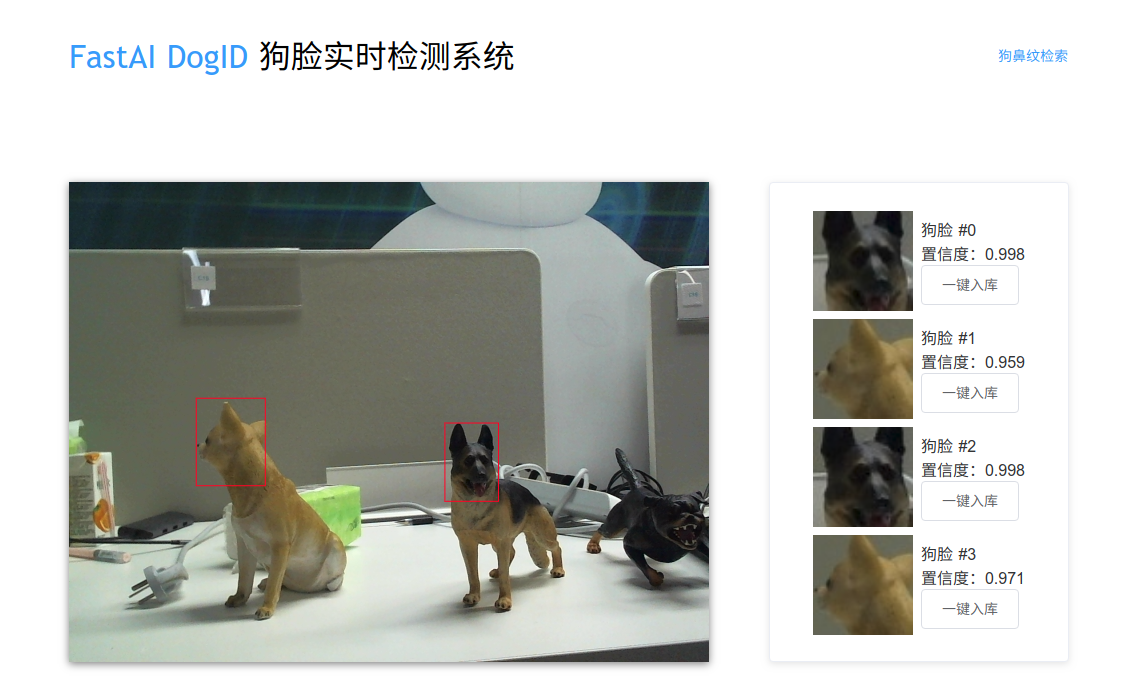 FastAI DogID 狗脸实时检测系统
狗鼻纹检索
狗脸 #0
置信度：0.998
一键入库
狗脸 #1
置信度：0.959
一键入库
狗脸 #2
置信度：0.998
一键入库
狗脸 #3
置信度：0.971
一键入库